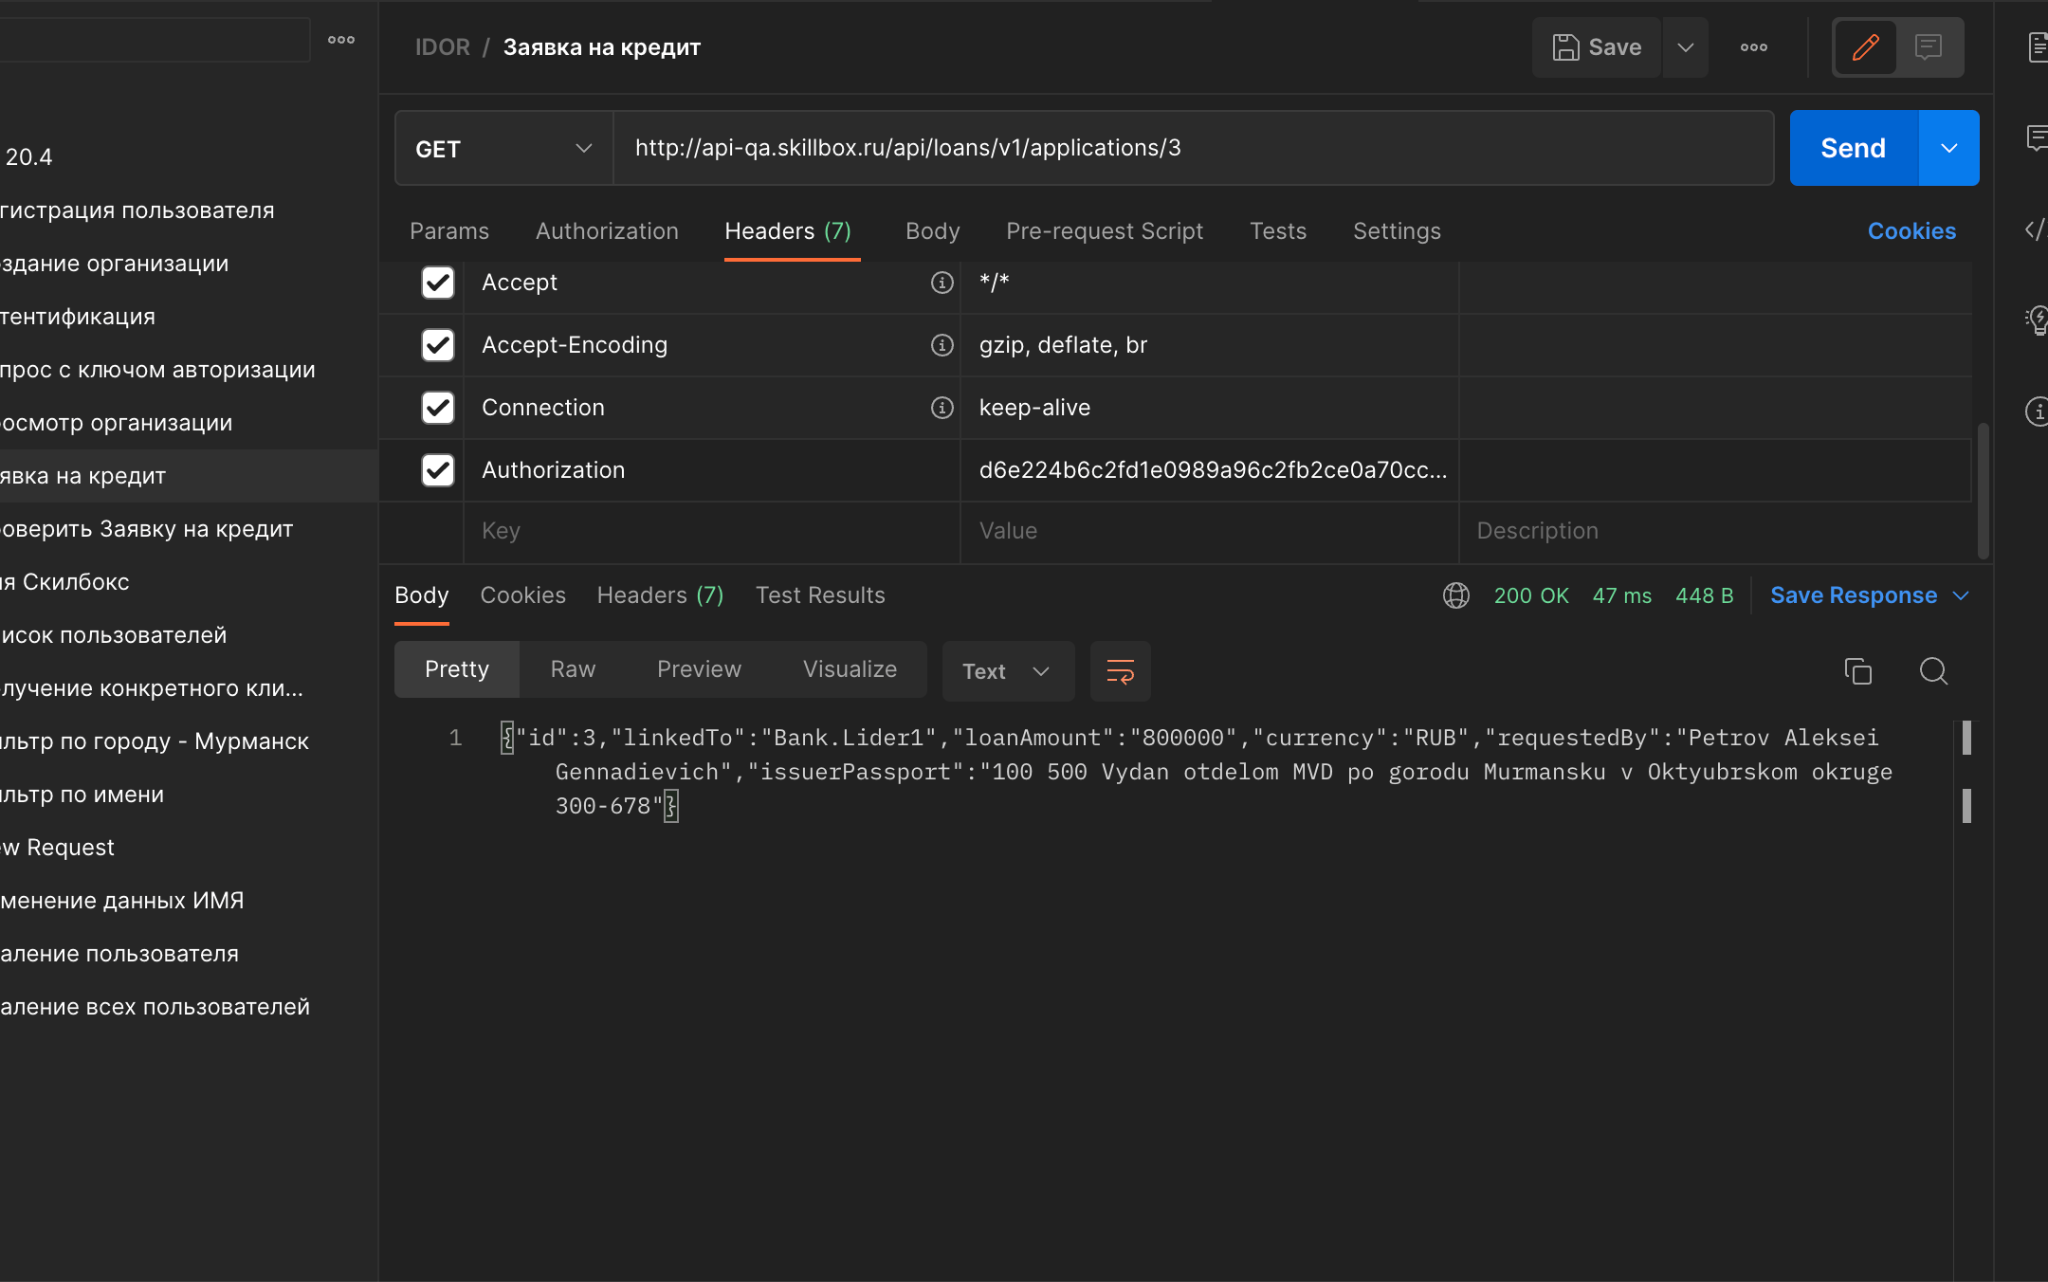 IDOR / Заявка на кредит
Save
GET
http://api-qa.skillbox.ru/api/loans/v1/applications/3
Send
Params Authorization Headers (7) Body Pre-request Script Tests Settings Cookies
Accept */*
Accept-Encoding gzip, deflate, br
Connection keep-alive
Authorization d6e224b6c2fd1e0989a96c2fb2ce0a70cc...
Key Value Description
Body Cookies Headers (7) Test Results 200 OK 47 ms 448 B Save Response
Pretty Raw Preview Visualize Text
1 {"id":3,"linkedTo":"Bank.Lider1","loanAmount":"800000","currency":"RUB","requestedBy":"Petrov Aleksei
Gennadievich","issuerPassport":"100 500 Vydan otdelom MVD po gorodu Murmansku v Oktyubrskom okruge
300-678"}
20.4
гистрация пользователя
здание организации
тентификация
прос с ключом авторизации
осмотр организации
явка на кредит
оверить Заявку на кредит
я Скилбокс
исок пользователей
лучение конкретного кли...
льтр по городу - Мурманск
льтр по имени
w Request
менение данных ИМЯ
аление пользователя
аление всех пользователей